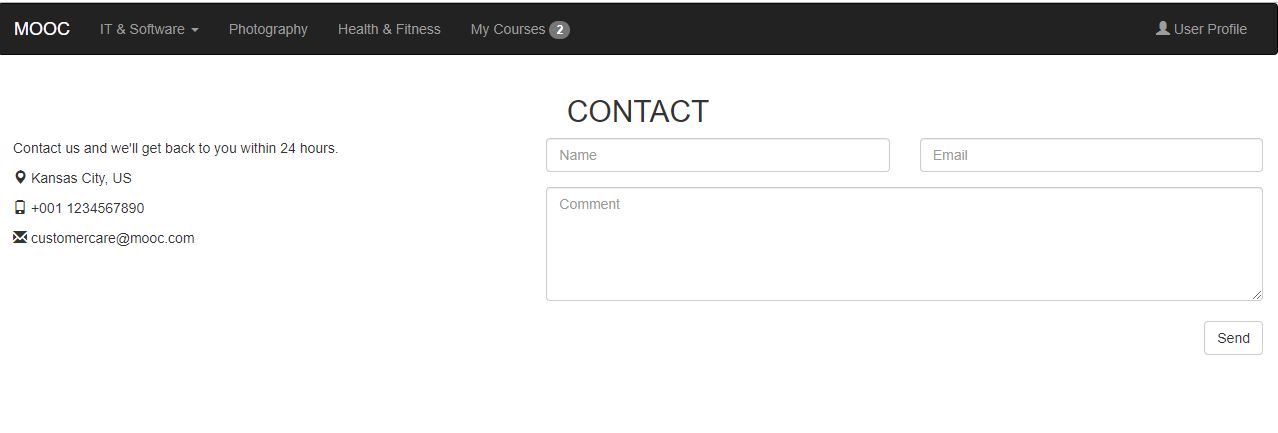 MOOC IT & Software Photography Health & Fitness My Courses 2 User Profile
CONTACT
Contact us and we'll get back to you within 24 hours.
Kansas City, US
+001 1234567890
customercare@mooc.com
Name Email
Comment
Send